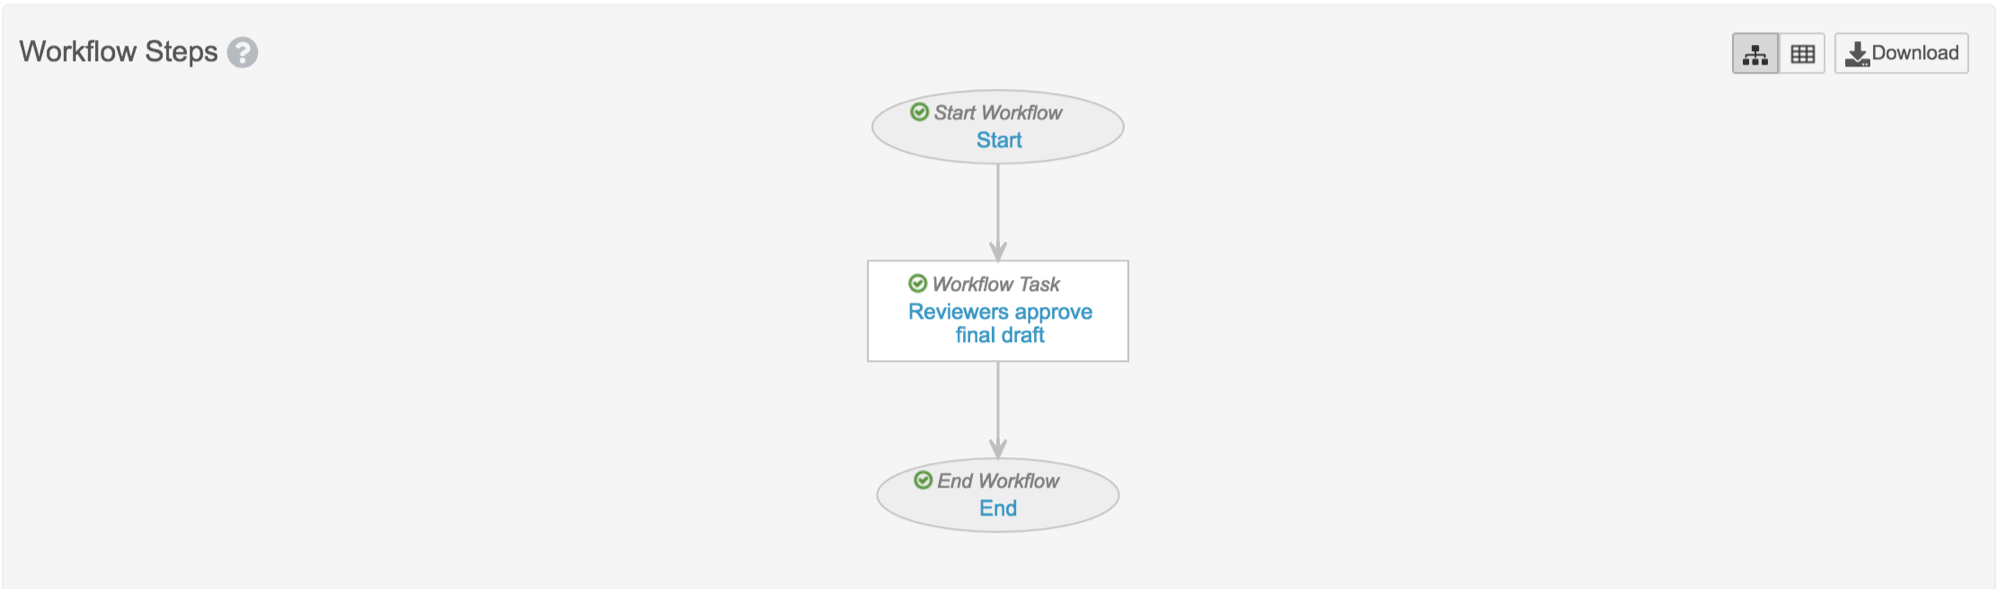 Workflow Steps ?
Download
Start Workflow
Start
Workflow Task
Reviewers approve
final draft
End Workflow
End